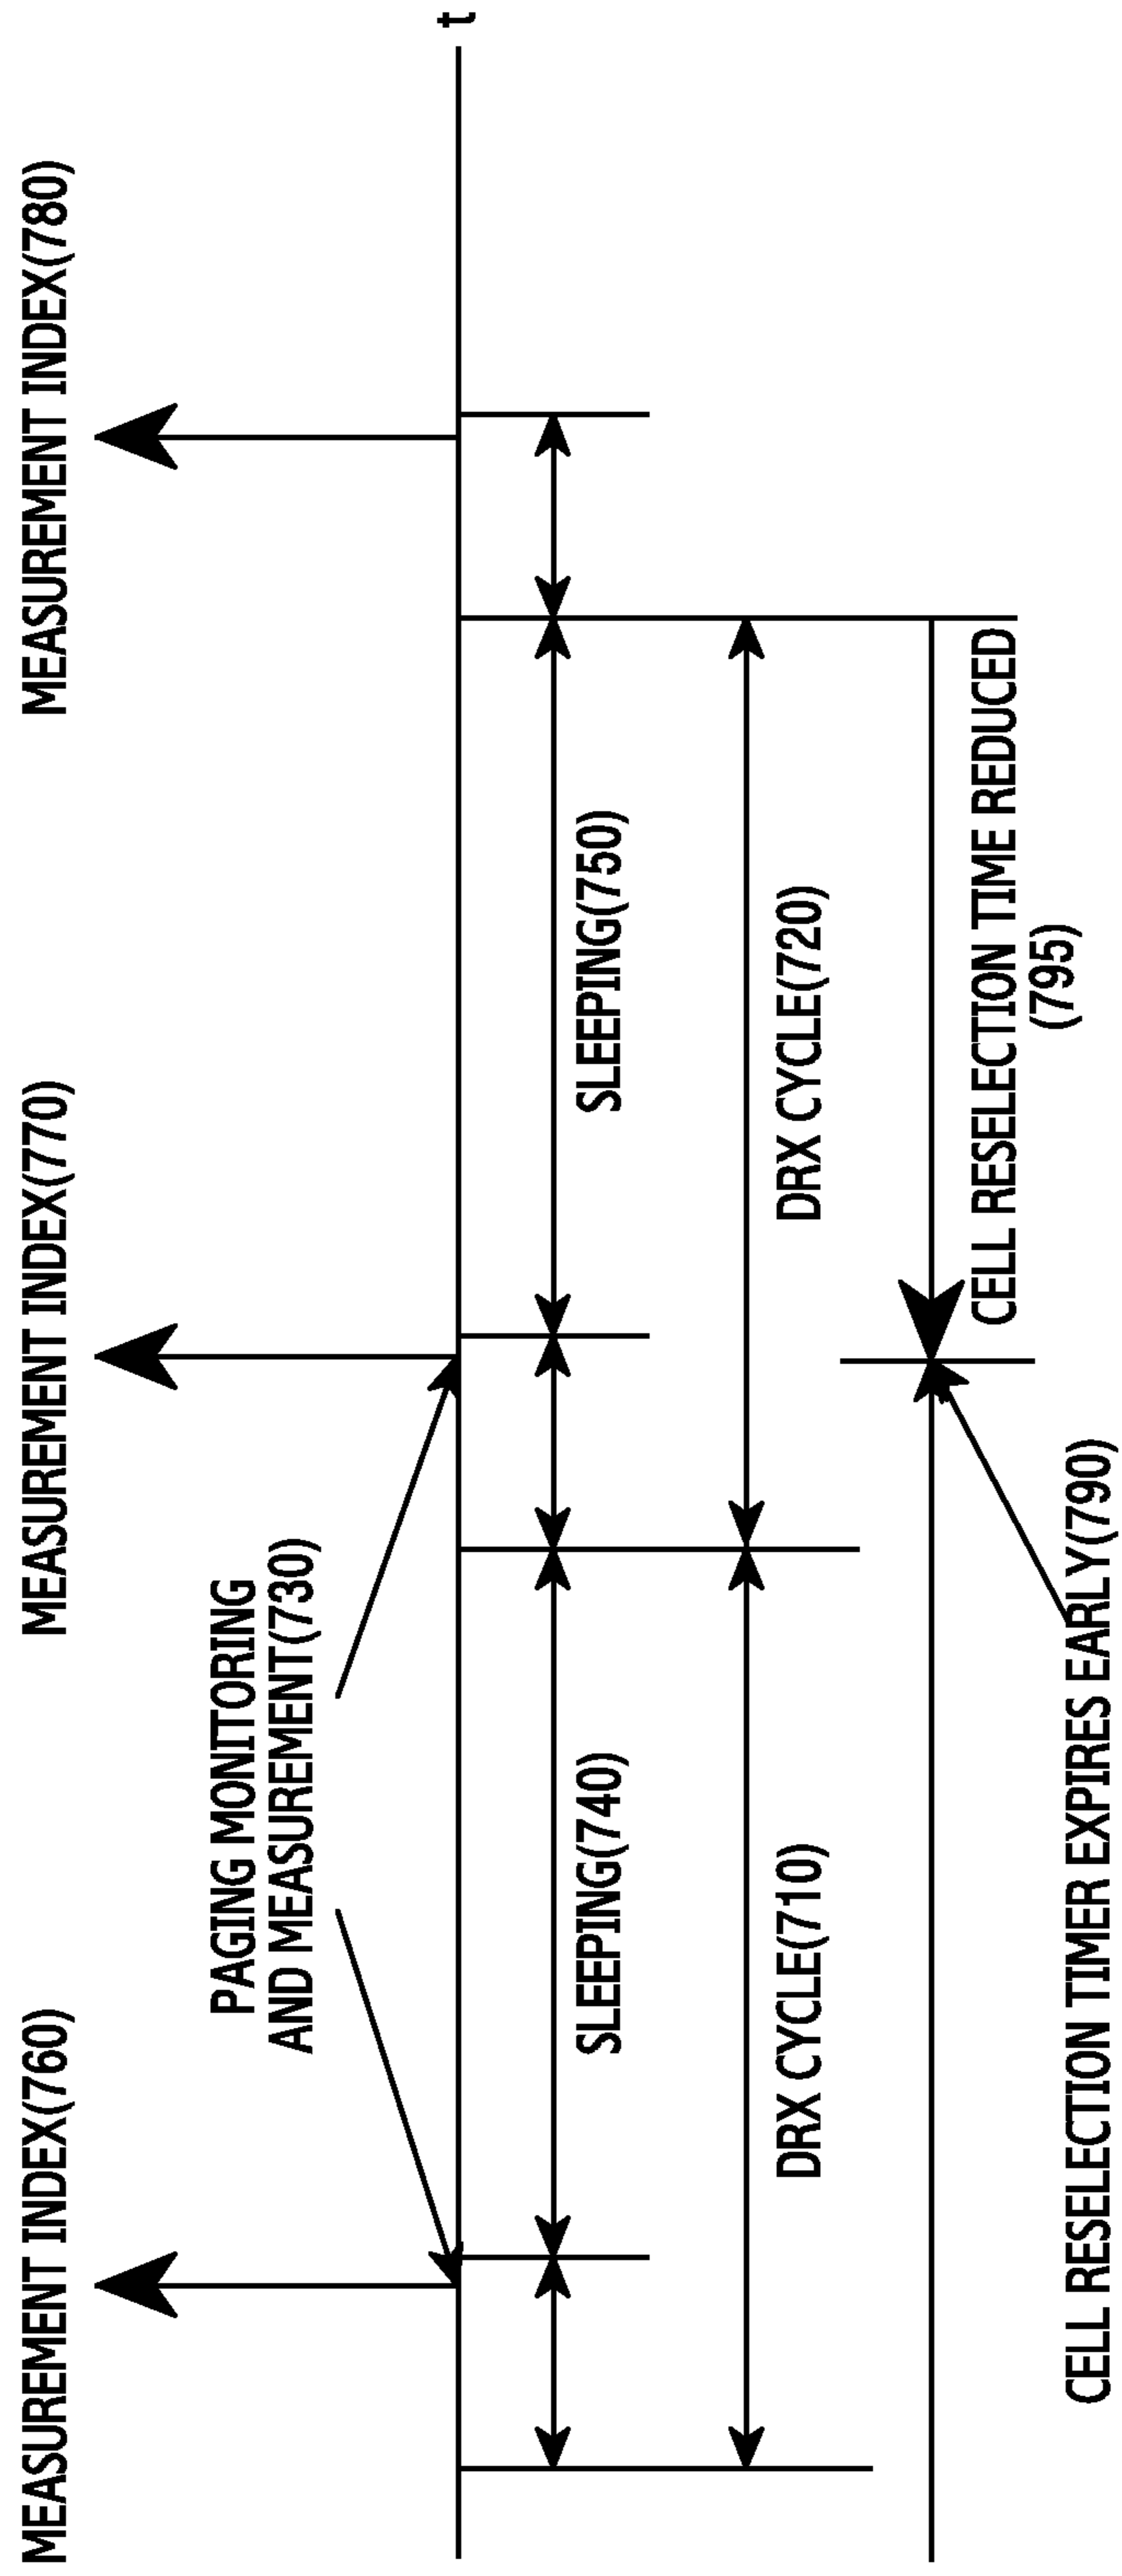 MEASUREMENT INDEX(760)
MEASUREMENT INDEX(770)
MEASUREMENT INDEX(780)
PAGING MONITORING
AND MEASUREMENT(730)
t
SLEEPING(740)
SLEEPING(750)
DRX CYCLE(710)
DRX CYCLE(720)
CELL RESELECTION TIME REDUCED
(795)
CELL RESELECTION TIMER EXPIRES EARLY(790)